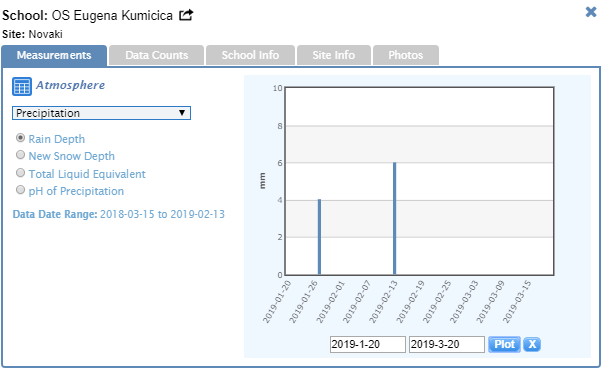 School: OS Eugena Kumicica
Site: Novaki
Measurements Data Counts School Info Site Info Photos
Atmosphere
Precipitation
Rain Depth
New Snow Depth
Total Liquid Equivalent
pH of Precipitation
Data Date Range: 2018-03-15 to 2019-02-13
mm
10
8
6
4
2
0
2019-01-20 2019-01-26 2019-02-01 2019-02-07 2019-02-13 2019-02-19 2019-02-25 2019-03-03 2019-03-09 2019-03-15
2019-1-20 2019-3-20 Plot X